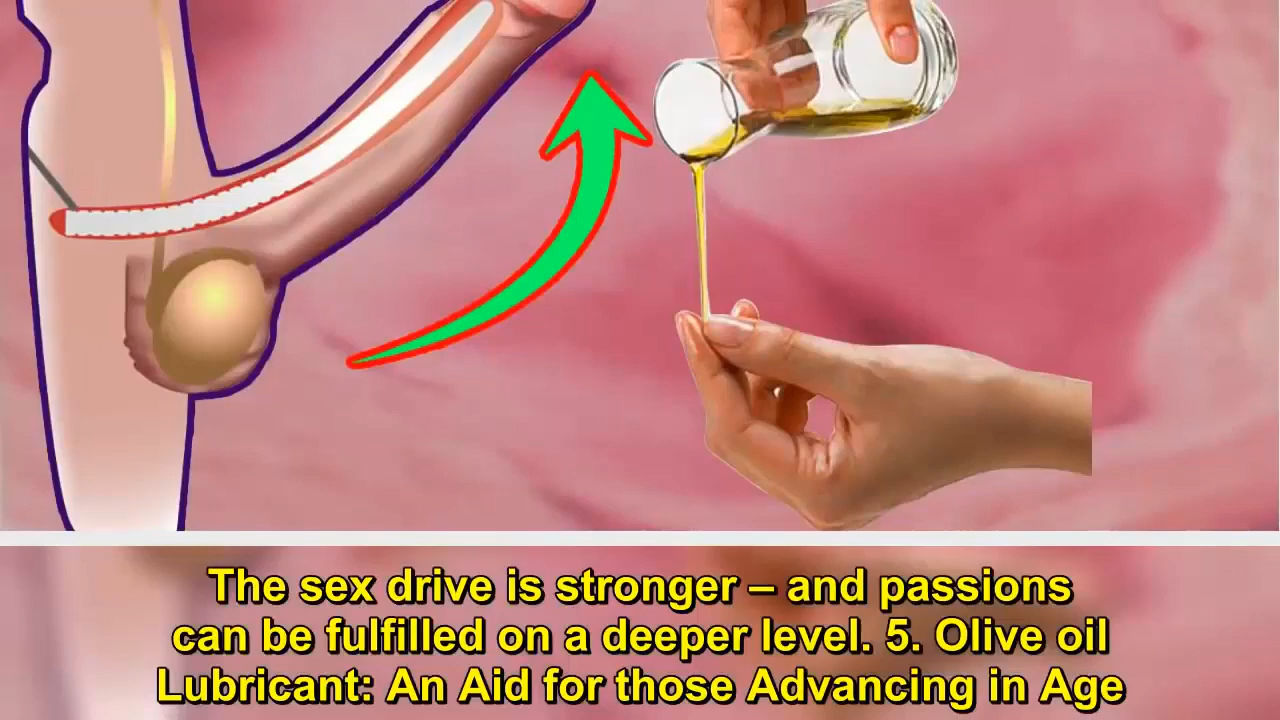 The sex drive is stronger – and passions
can be fulfilled on a deeper level. 5. Olive oil
Lubricant: An Aid for those Advancing in Age